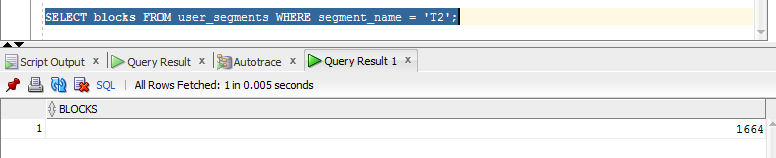 SELECT blocks FROM user_segments WHERE segment_name = 'T2';
Script Output x Query Result x Autotrace x Query Result 1 x
SQL | All Rows Fetched: 1 in 0.005 seconds
BLOCKS
1 1664